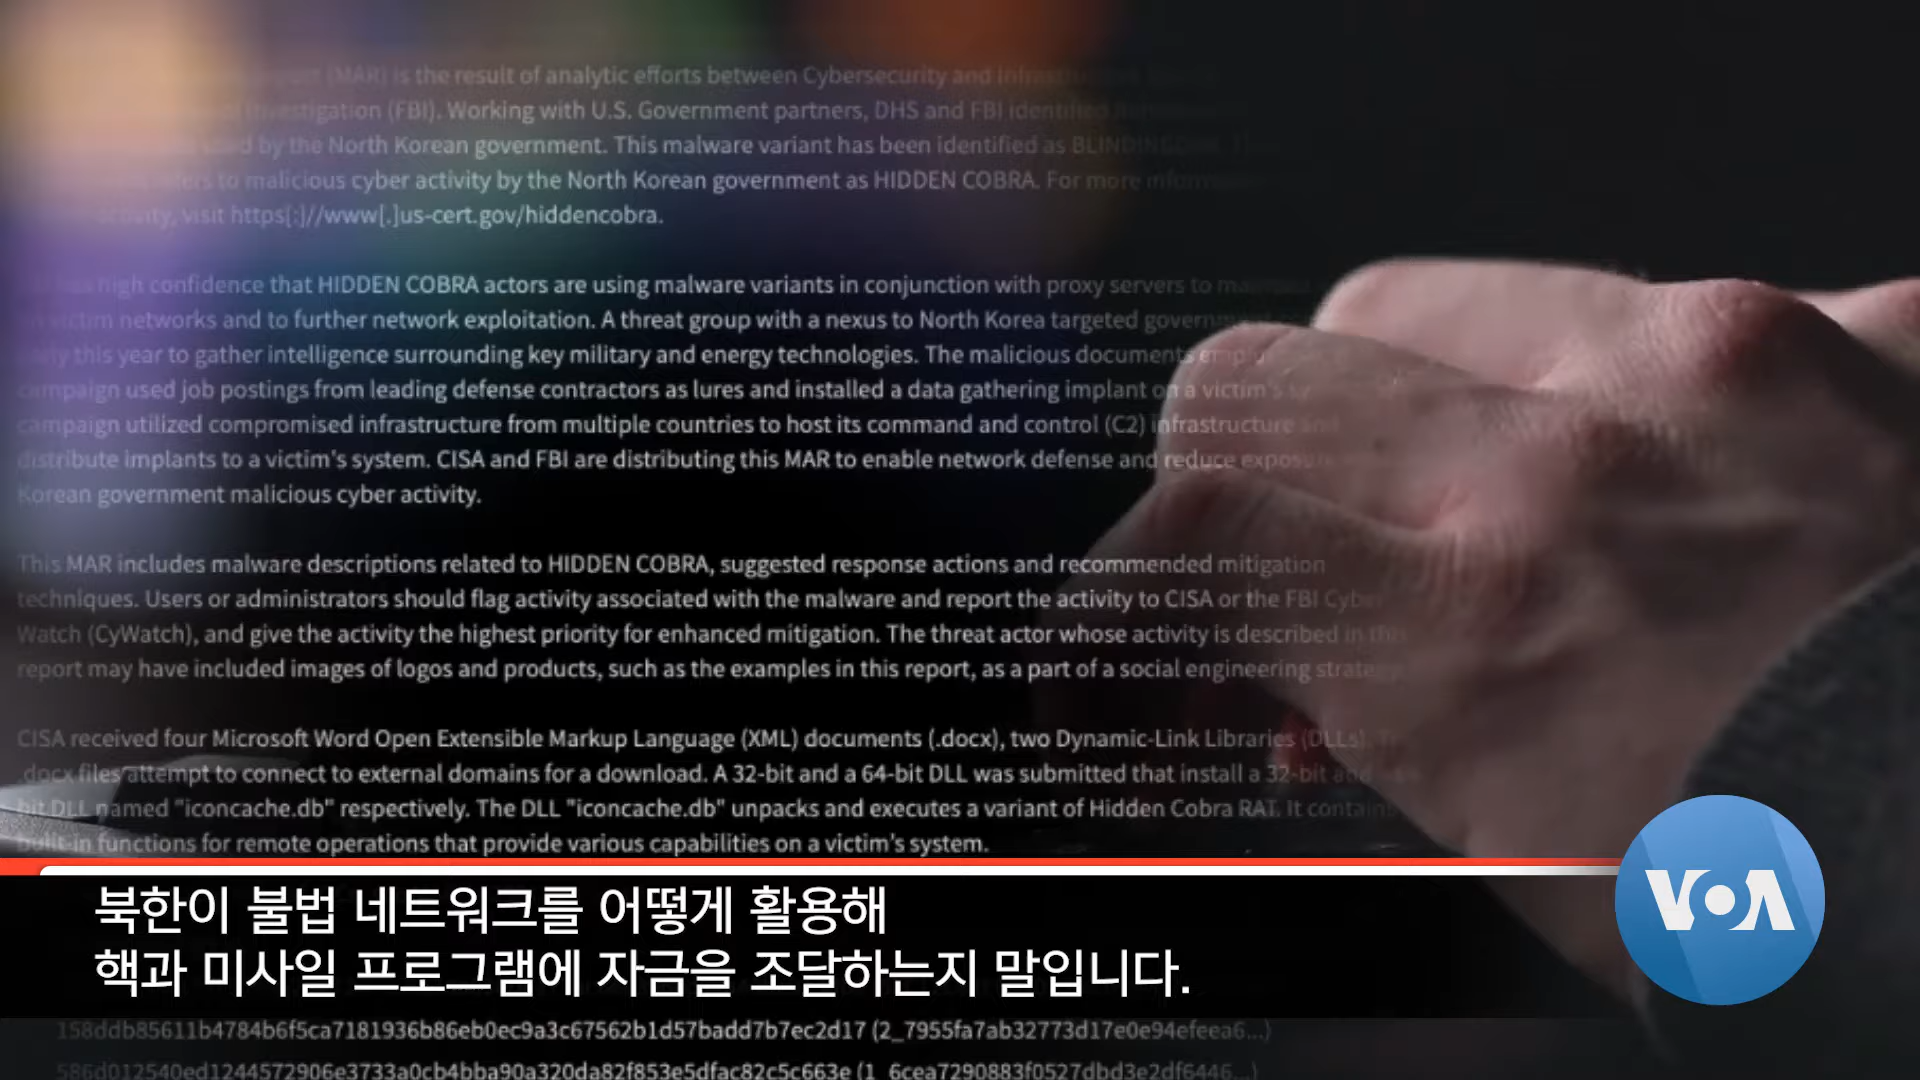 (MAR) is the result of analytic efforts between Cybersecurity and
Investigation (FBI). Working with U.S. Government partners, DHS and FBI identified
used by the North Korean government. This malware variant has been identified as
to malicious cyber activity by the North Korean government as HIDDEN COBRA. For more
activity, visit https[:]//www[.]us-cert.gov/hiddencobra.
high confidence that HIDDEN COBRA actors are using malware variants in conjunction with proxy servers to
victim networks and to further network exploitation. A threat group with a nexus to North Korea targeted
early this year to gather intelligence surrounding key military and energy technologies. The malicious documents
campaign used job postings from leading defense contractors as lures and installed a data gathering implant on a victim's
campaign utilized compromised infrastructure from multiple countries to host its command and control (C2) infrastructure and
distribute implants to a victim's system. CISA and FBI are distributing this MAR to enable network defense and reduce
Korean government malicious cyber activity.
This MAR includes malware descriptions related to HIDDEN COBRA, suggested response actions and recommended mitigation
techniques. Users or administrators should flag activity associated with the malware and report the activity to CISA or the FBI Cyber
Watch (CyWatch), and give the activity the highest priority for enhanced mitigation. The threat actor whose activity is described in this
report may have included images of logos and products, such as the examples in this report, as a part of a social engineering
CISA received four Microsoft Word Open Extensible Markup Language (XML) documents (.docx), two Dynamic-Link Libraries (DLLs).
.docx files attempt to connect to external domains for a download. A 32-bit and a 64-bit DLL was submitted that install a 32-bit and
bit DLL named "iconcache.db" respectively. The DLL "iconcache.db" unpacks and executes a variant of Hidden Cobra RAT. It contains
built-in functions for remote operations that provide various capabilities on a victim's system.
북한이 불법 네트워크를 어떻게 활용해
핵과 미사일 프로그램에 자금을 조달하는지 말입니다.
VOA
158ddb85611b4784b6f5ca7181936b86eb0ec9a3c67562b1d57badd7b7ec2d17 (2_7955fa7ab32773d17e0e94efeea6...)
586d012540ed1244572906e3733a0cb4bba90a320da82f853e5dfac82c5c663e (1_6cea7290883f0527dbd3e2df6446...)